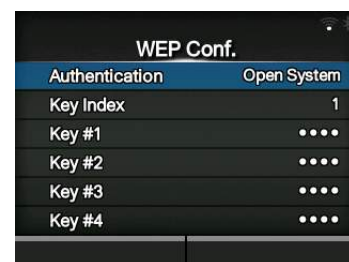 WEP Conf.
Authentication Open System
Key Index 1
Key #1 ••••
Key #2 ••••
Key #3 ••••
Key #4 ••••